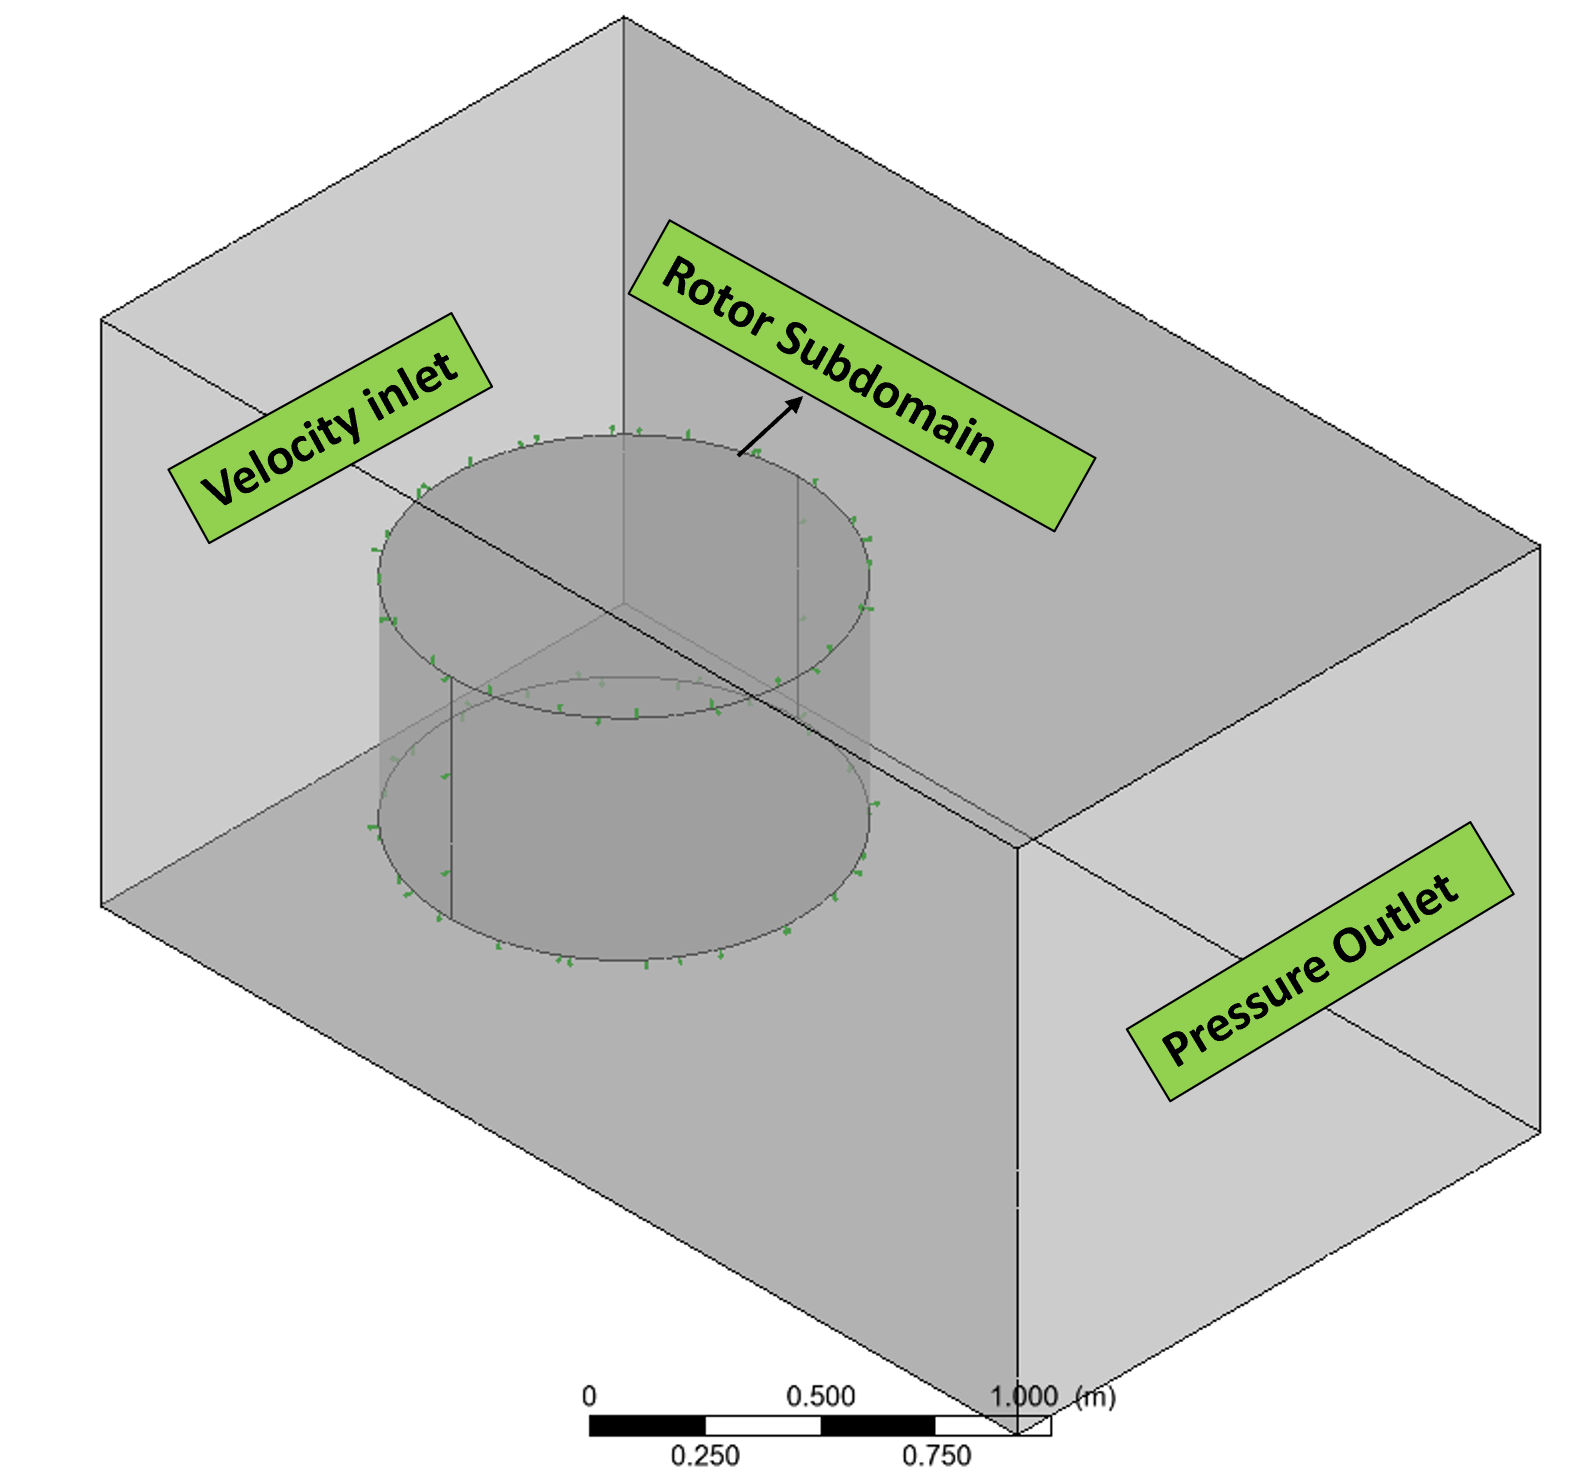 Rotor Subdomain
Velocity inlet
Pressure Outlet
0 0.500 1.000 (m)
0.250 0.750